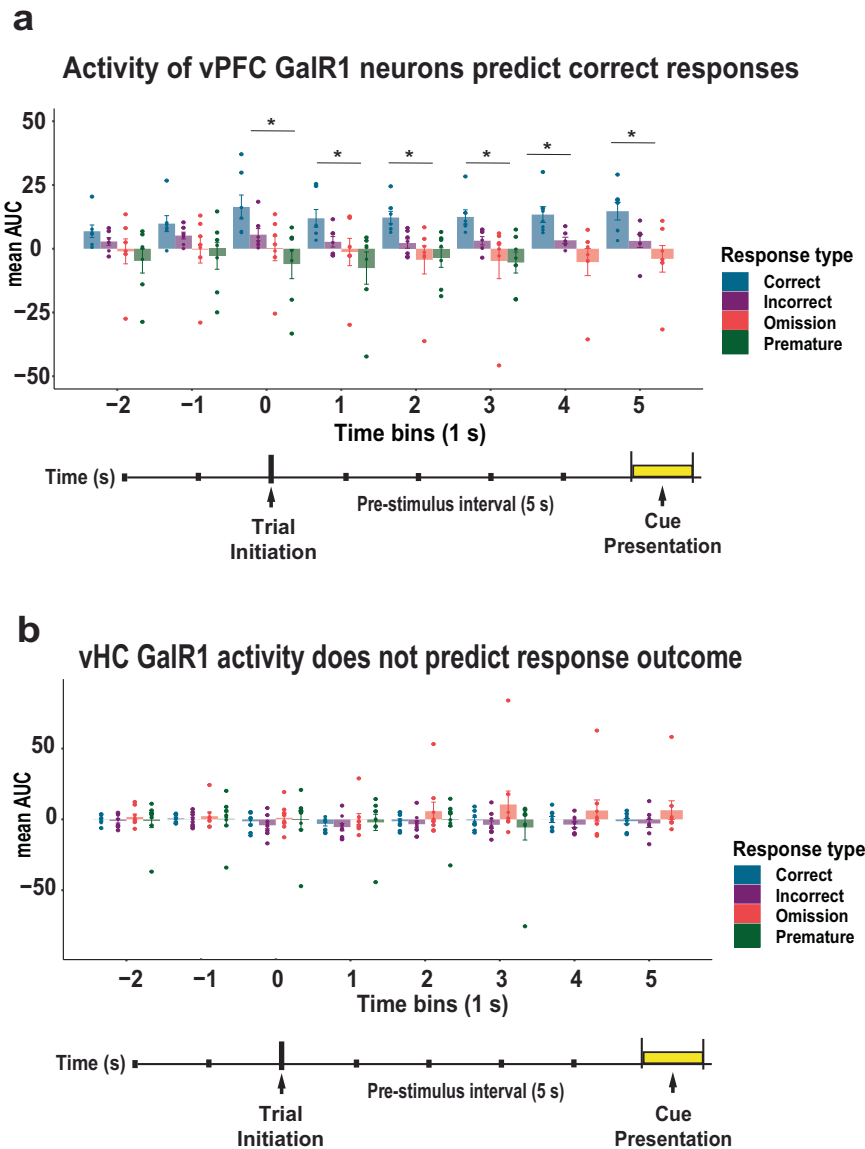 a
Activity of vPFC GalR1 neurons predict correct responses
* * * * * *
50
25
0
−25
−50
mean AUC
−2 −1 0 1 2 3 4 5
Time bins (1 s)
Response type
Correct
Incorrect
Omission
Premature
Time (s)
Pre-stimulus interval (5 s)
Trial
Initiation
Cue
Presentation
b
vHC GalR1 activity does not predict response outcome
50
0
−50
mean AUC
−2 −1 0 1 2 3 4 5
Time bins (1 s)
Response type
Correct
Incorrect
Omission
Premature
Time (s)
Pre-stimulus interval (5 s)
Trial
Initiation
Cue
Presentation